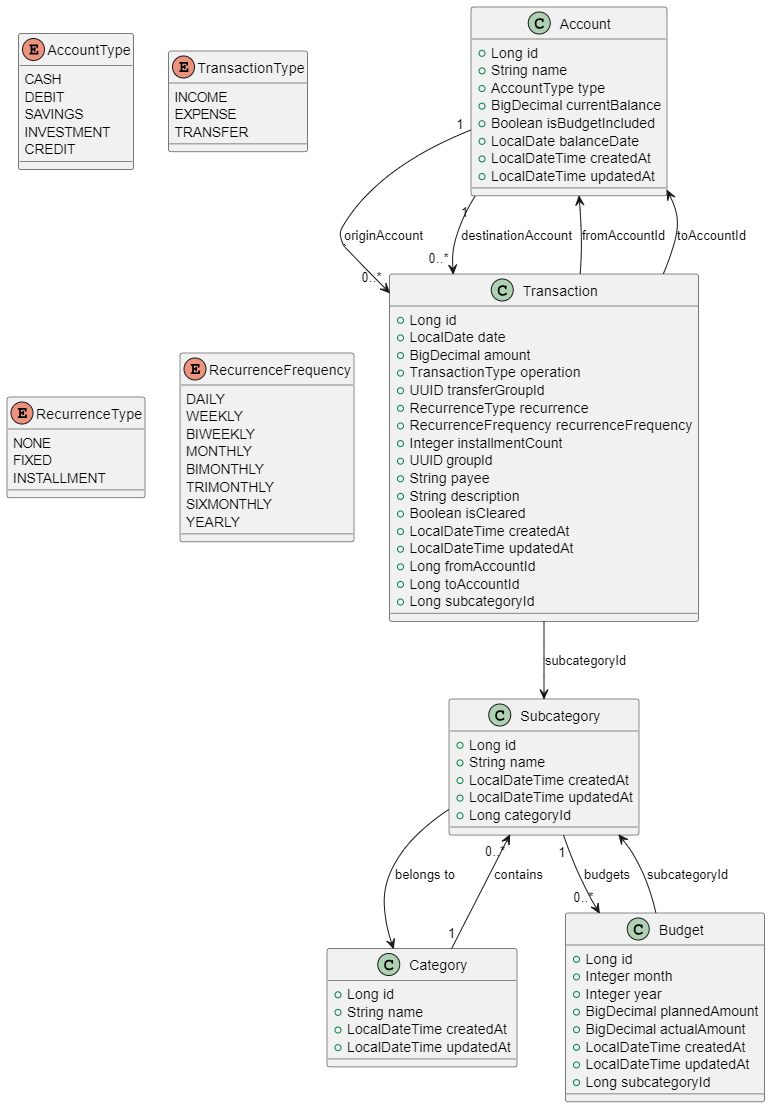 E AccountType
CASH
DEBIT
SAVINGS
INVESTMENT
CREDIT
E TransactionType
INCOME
EXPENSE
TRANSFER
C Account
Long id
String name
AccountType type
BigDecimal currentBalance
Boolean isBudgetIncluded
LocalDate balanceDate
LocalDateTime createdAt
LocalDateTime updatedAt
1
1
originAccount
destinationAccount
fromAccountId
toAccountId
0..*
0..*
C Transaction
Long id
LocalDate date
BigDecimal amount
TransactionType operation
UUID transferGroupId
RecurrenceType recurrence
RecurrenceFrequency recurrenceFrequency
Integer installmentCount
UUID groupId
String payee
String description
Boolean isCleared
LocalDateTime createdAt
LocalDateTime updatedAt
Long fromAccountId
Long toAccountId
Long subcategoryId
E RecurrenceType
NONE
FIXED
INSTALLMENT
E RecurrenceFrequency
DAILY
WEEKLY
BIWEEKLY
MONTHLY
BIMONTHLY
TRIMONTHLY
SIXMONTHLY
YEARLY
subcategoryId
C Subcategory
Long id
String name
LocalDateTime createdAt
LocalDateTime updatedAt
Long categoryId
0..*
1
belongs to
contains
budgets
subcategoryId
1
0..*
C Category
Long id
String name
LocalDateTime createdAt
LocalDateTime updatedAt
C Budget
Long id
Integer month
Integer year
BigDecimal plannedAmount
BigDecimal actualAmount
LocalDateTime createdAt
LocalDateTime updatedAt
Long subcategoryId